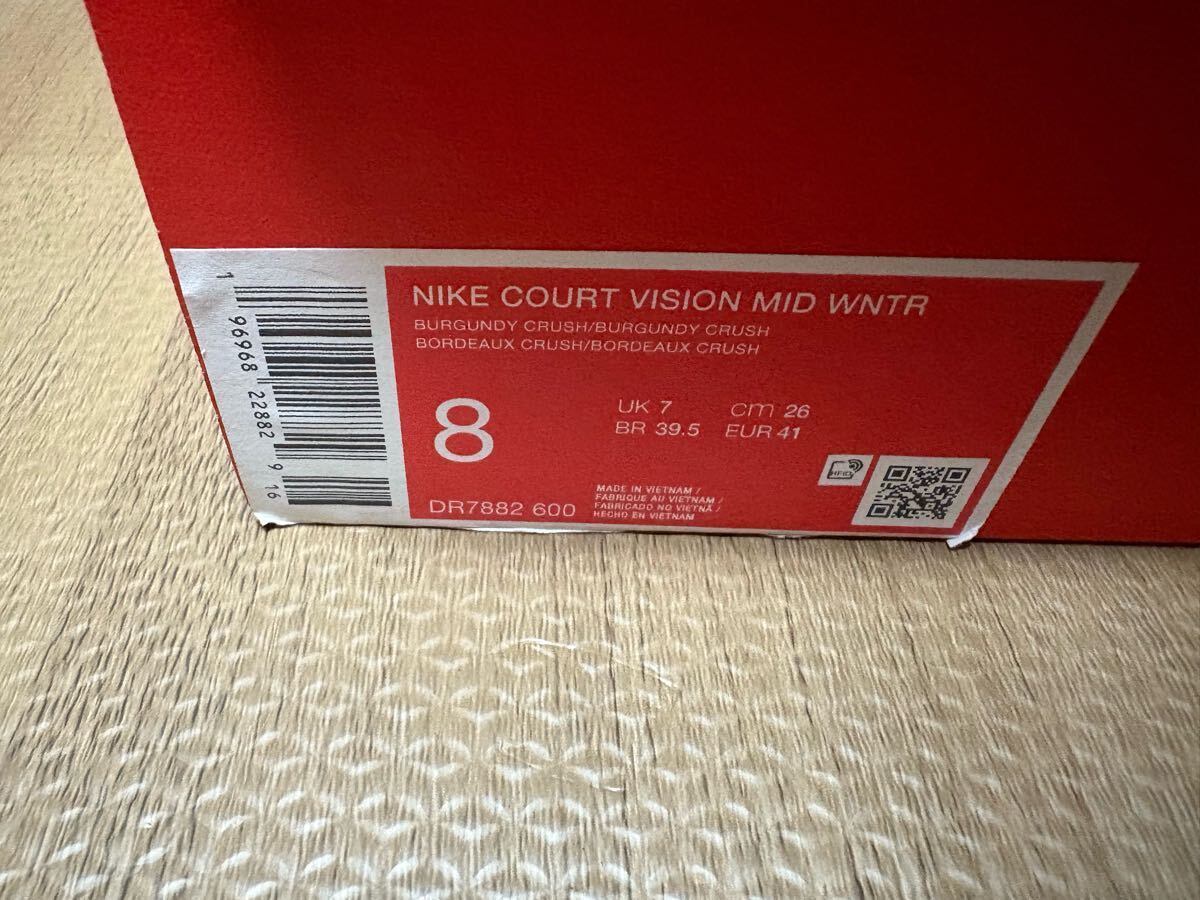 1 96968 22882 9 16
NIKE COURT VISION MID WNTR
BURGUNDY CRUSH/BURGUNDY CRUSH
BORDEAUX CRUSH/BORDEAUX CRUSH
8
UK 7 cm 26
BR 39.5 EUR 41
RFID
DR7882 600
MADE IN VIETNAM /
FABRIQUE AU VIETNAM /
FABRICADO NO VIETNÃ /
HECHO EN VIETNAM